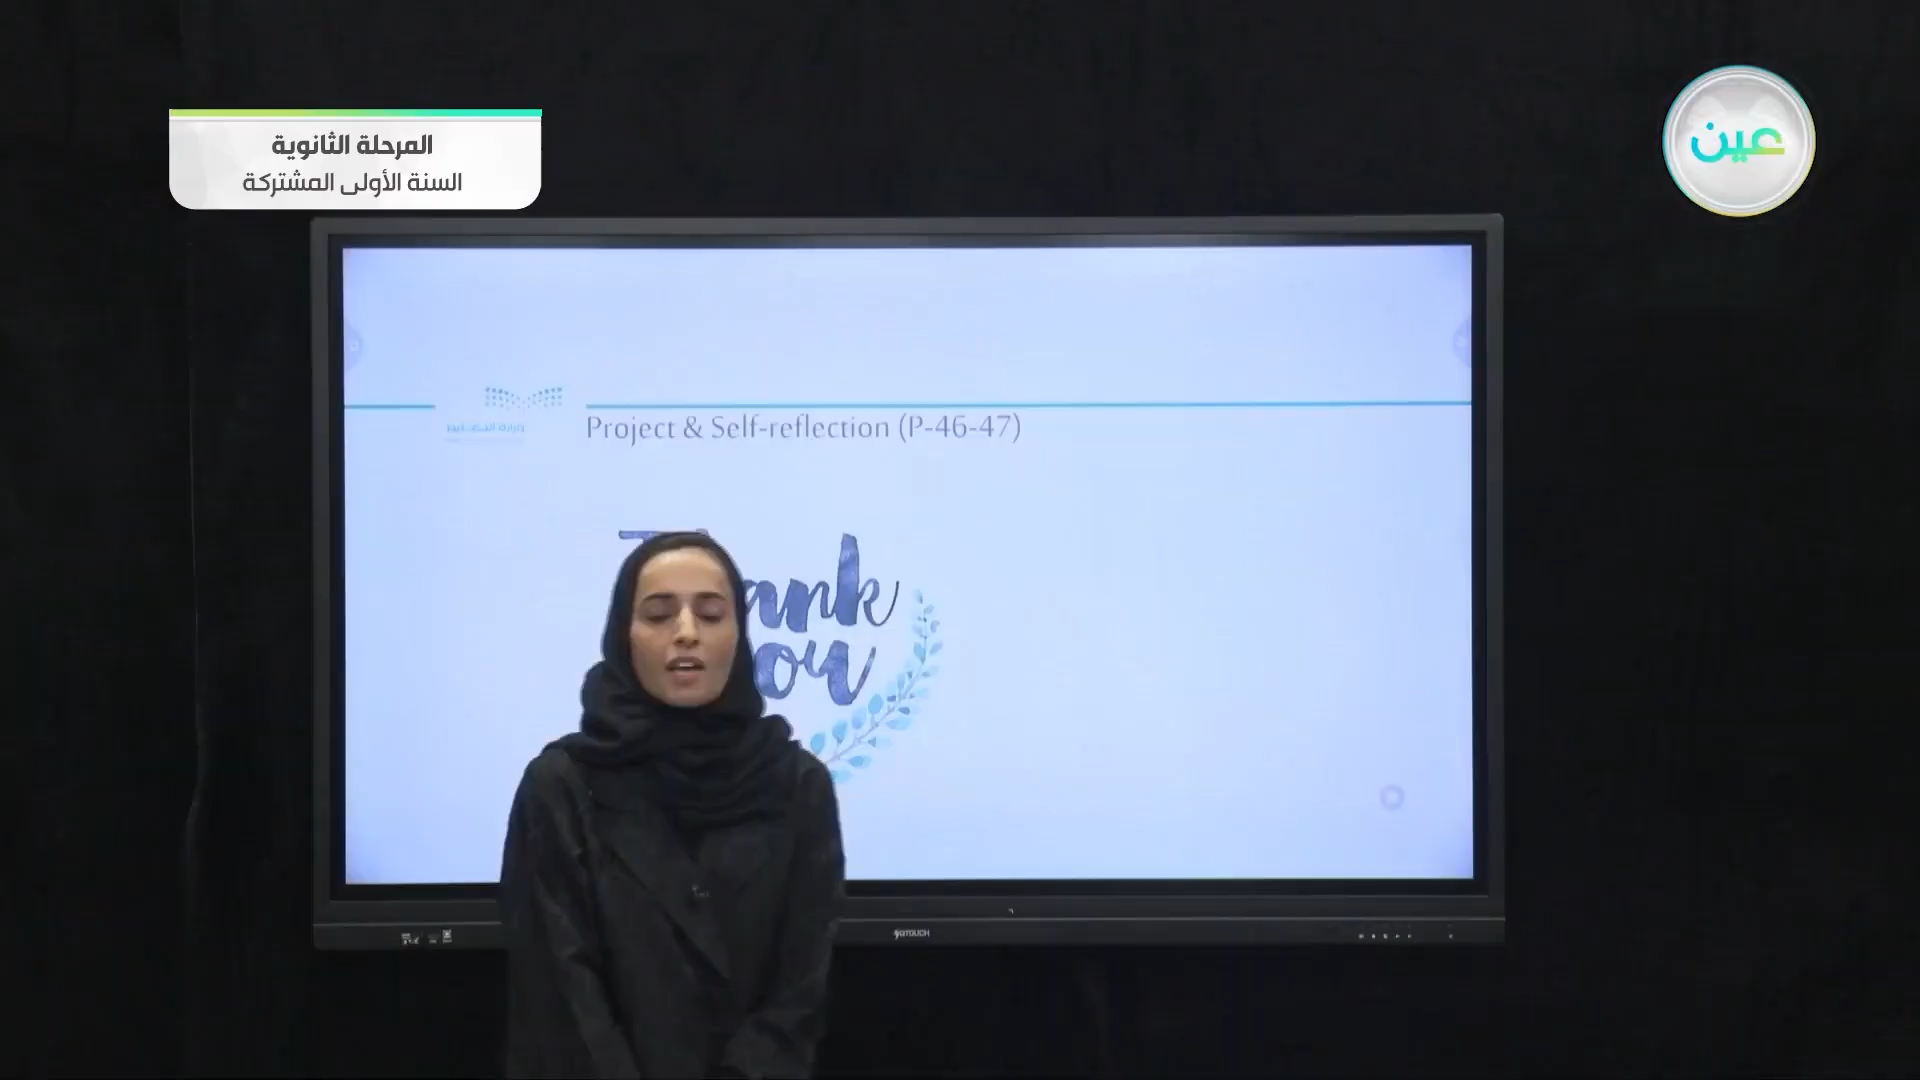 المرحلة الثانوية
السنة الأولى المشتركة
عين
Project & Self-reflection (P-46-47)